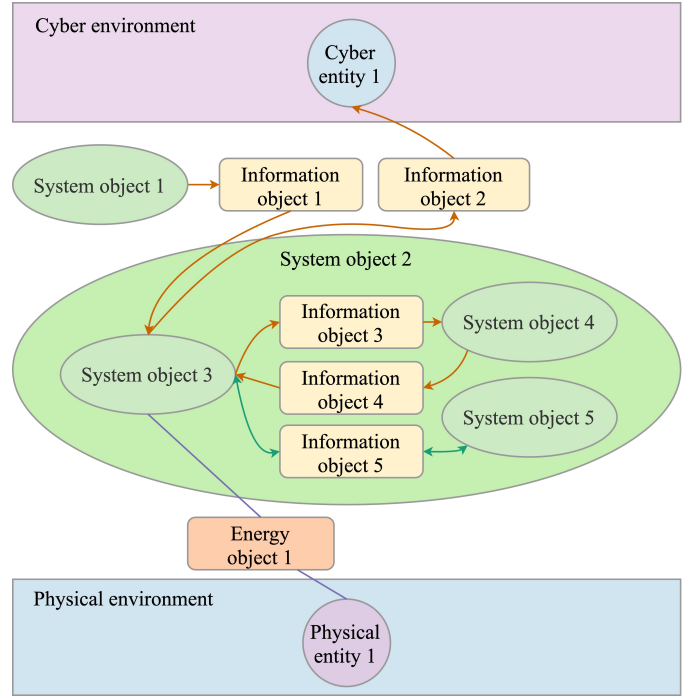 Cyber environment
Cyber
entity 1
System object 1
Information
object 1
Information
object 2
System object 2
Information
object 3
System object 4
System object 3
Information
object 4
System object 5
Information
object 5
Energy
object 1
Physical environment
Physical
entity 1